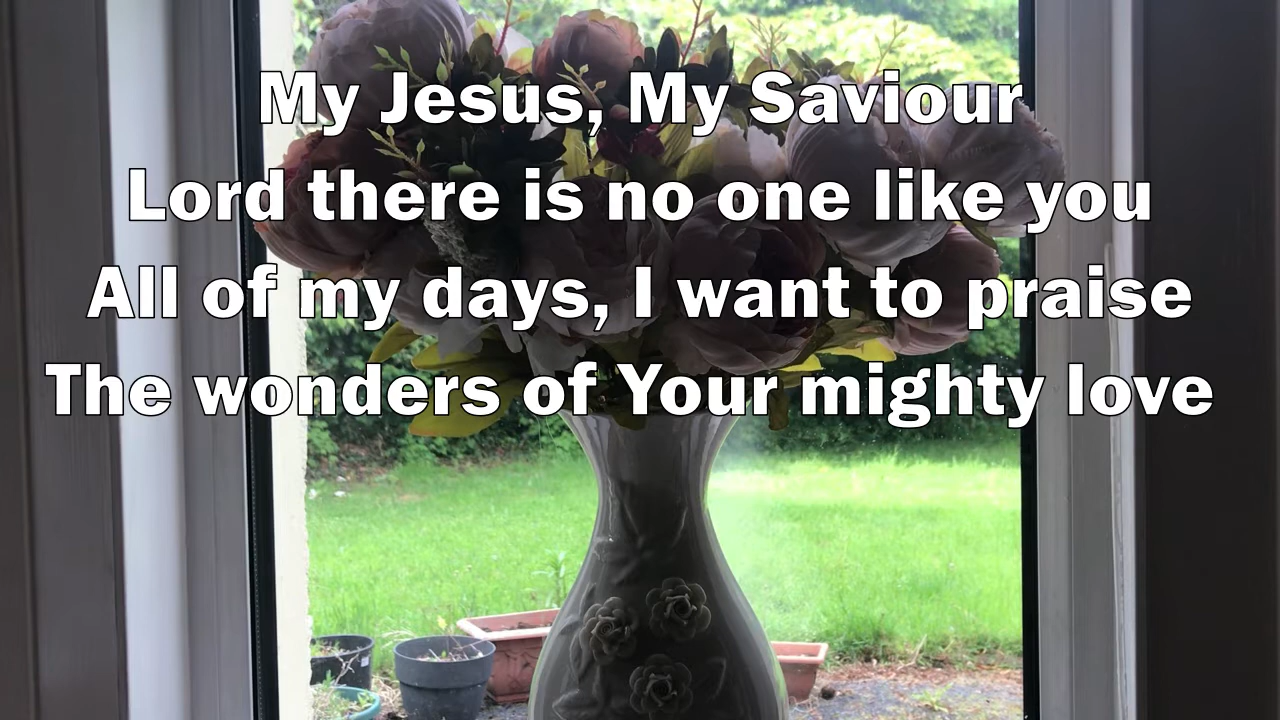 My Jesus, My Saviour
Lord there is no one like you
All of my days, I want to praise
The wonders of Your mighty love